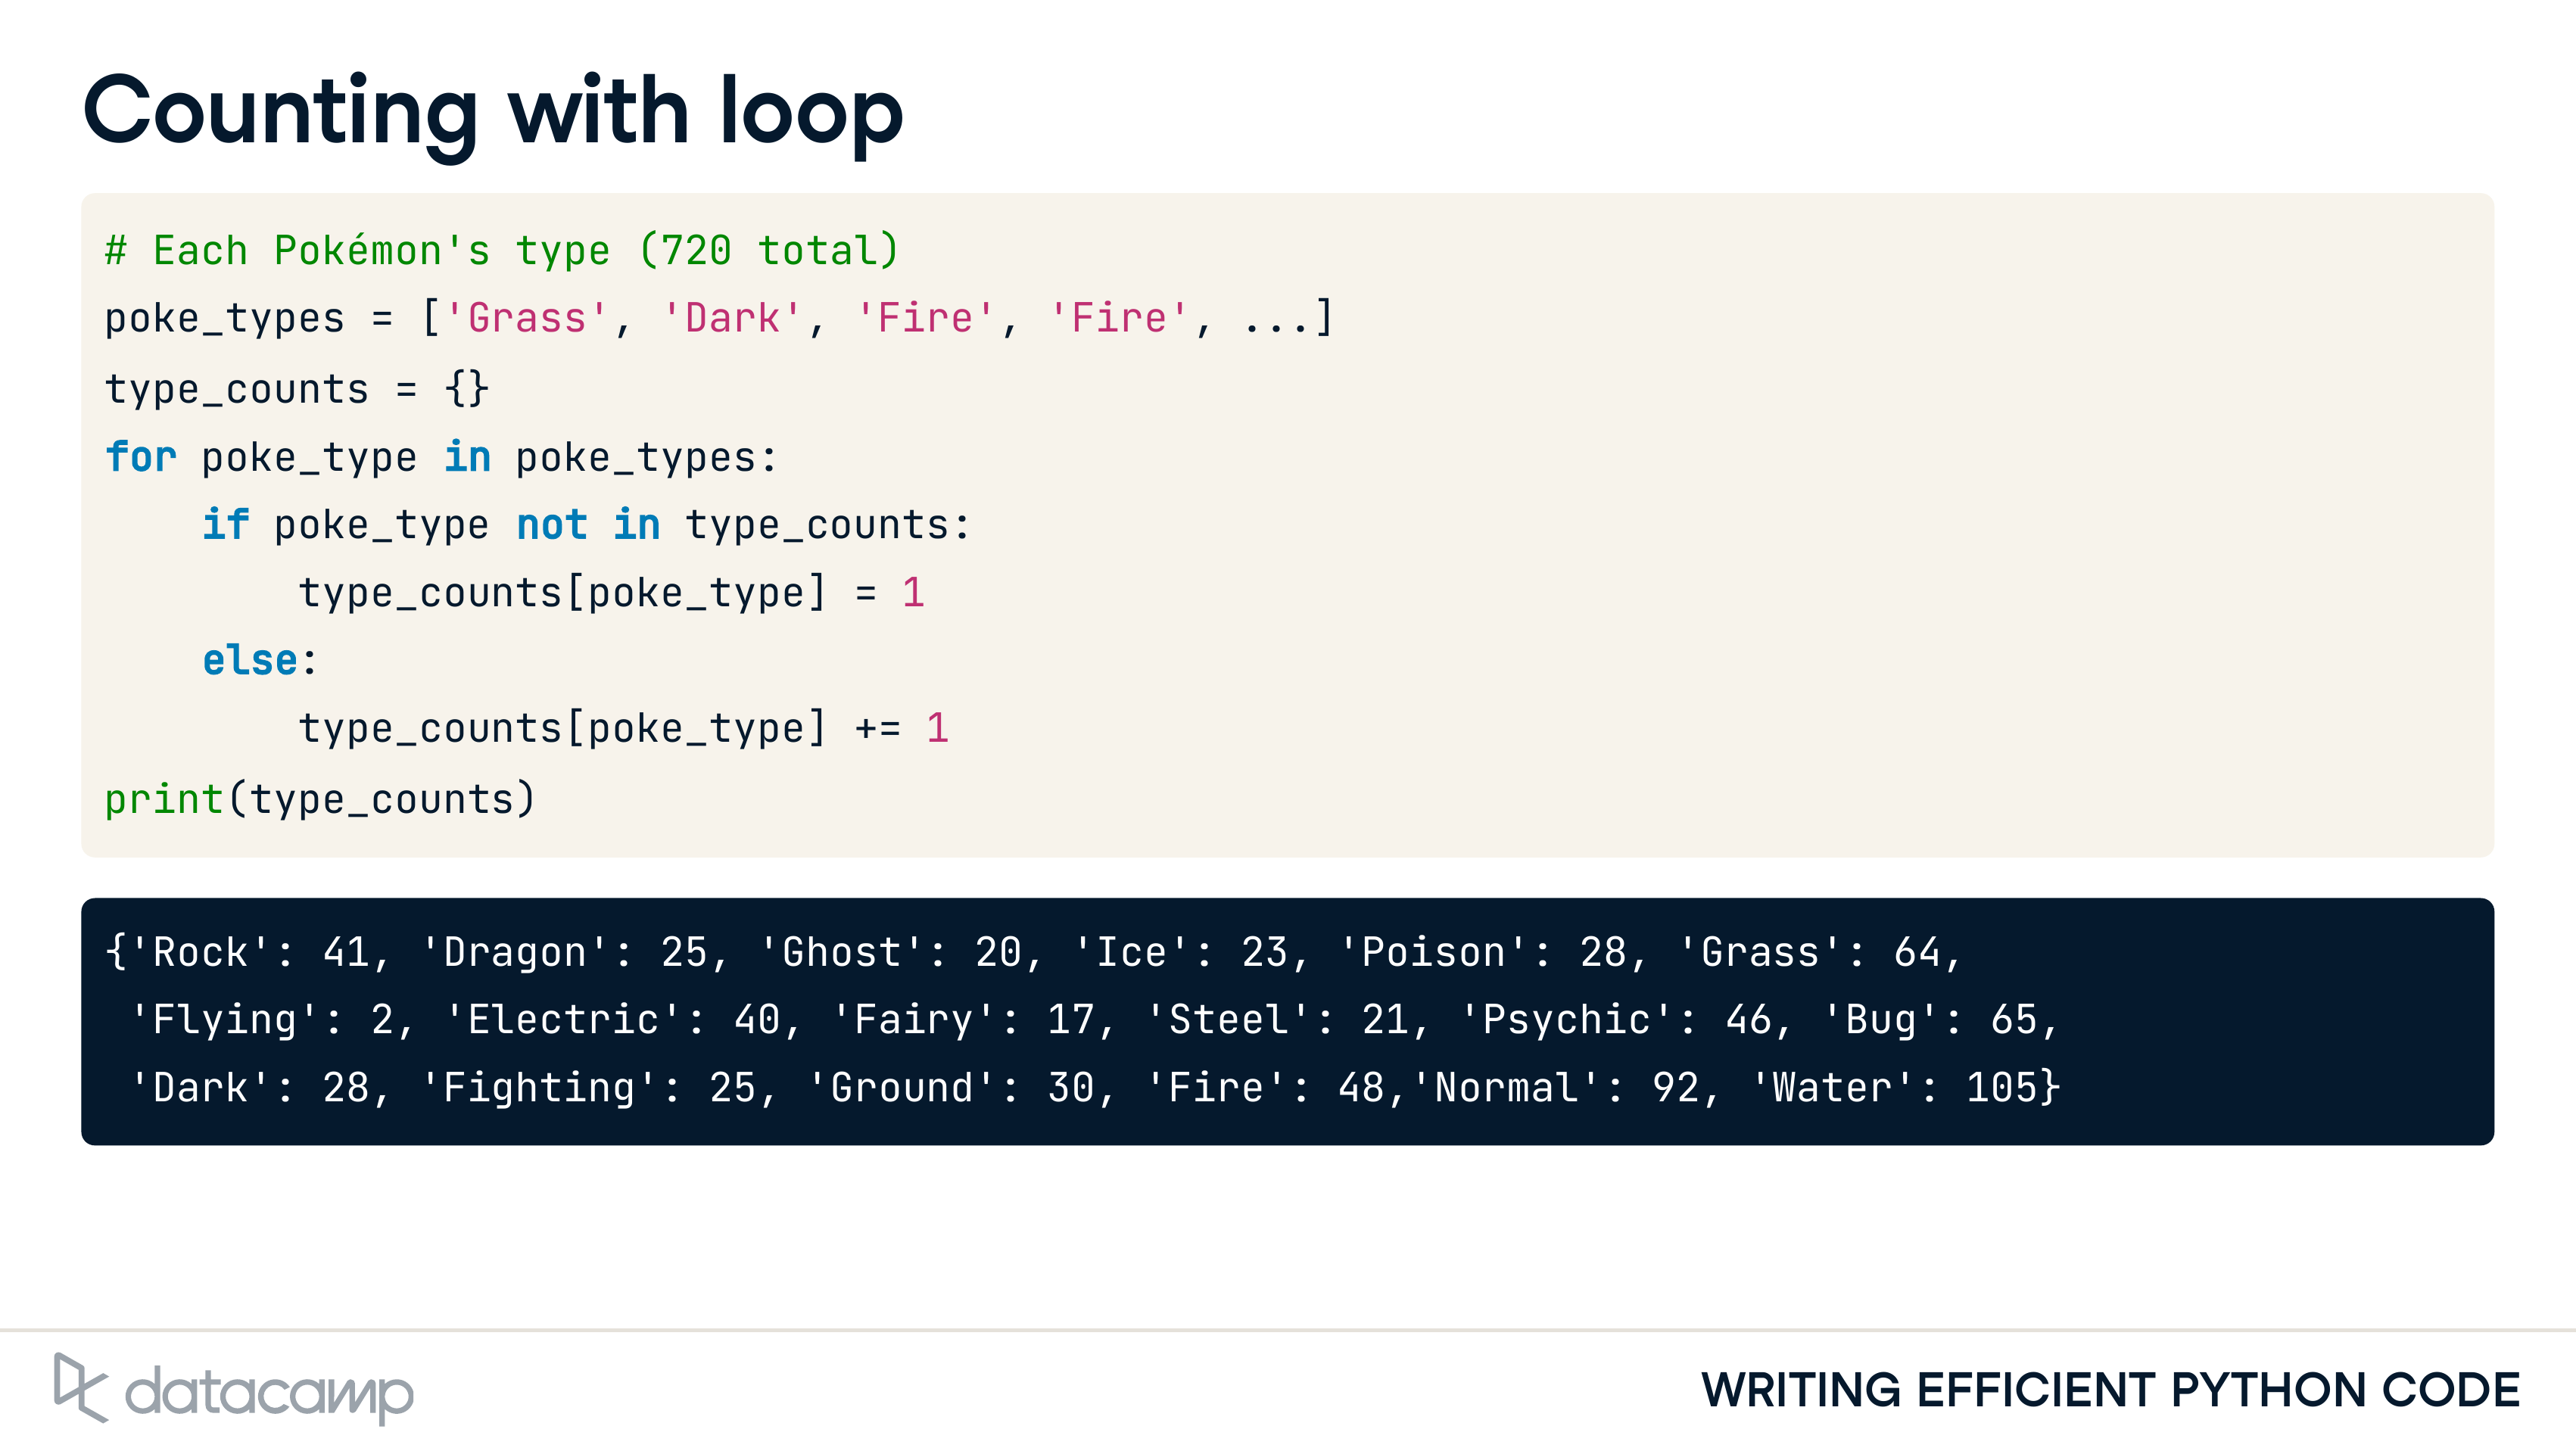 Counting with loop
# Each Pokémon's type (720 total)
poke_types = ['Grass', 'Dark', 'Fire', 'Fire', ...]
type_counts = {}
for poke_type in poke_types:
    if poke_type not in type_counts:
        type_counts[poke_type] = 1
    else:
        type_counts[poke_type] += 1
print(type_counts)
{'Rock': 41, 'Dragon': 25, 'Ghost': 20, 'Ice': 23, 'Poison': 28, 'Grass': 64,
 'Flying': 2, 'Electric': 40, 'Fairy': 17, 'Steel': 21, 'Psychic': 46, 'Bug': 65,
 'Dark': 28, 'Fighting': 25, 'Ground': 30, 'Fire': 48,'Normal': 92, 'Water': 105}
datacamp
WRITING EFFICIENT PYTHON CODE